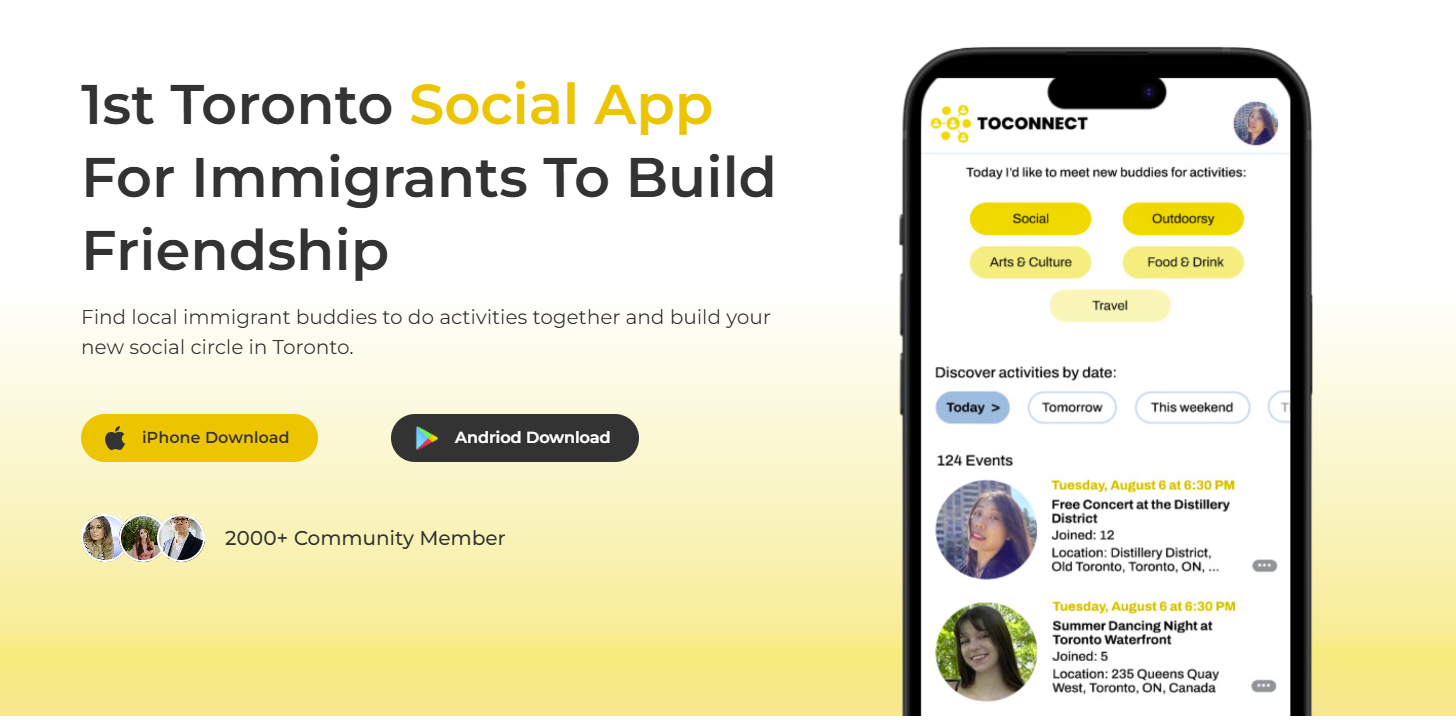 1st Toronto Social App
For Immigrants To Build
Friendship
Find local immigrant buddies to do activities together and build your
new social circle in Toronto.
iPhone Download
Andriod Download
2000+ Community Member
TOCONNECT
Today I'd like to meet new buddies for activities:
Social
Outdoorsy
Arts & Culture
Food & Drink
Travel
Discover activities by date:
Today >
Tomorrow
This weekend
124 Events
Tuesday, August 6 at 6:30 PM
Free Concert at the Distillery
District
Joined: 12
Location: Distillery District,
Old Toronto, Toronto, ON, ...
Tuesday, August 6 at 6:30 PM
Summer Dancing Night at
Toronto Waterfront
Joined: 5
Location: 235 Queens Quay
West, Toronto, ON, Canada